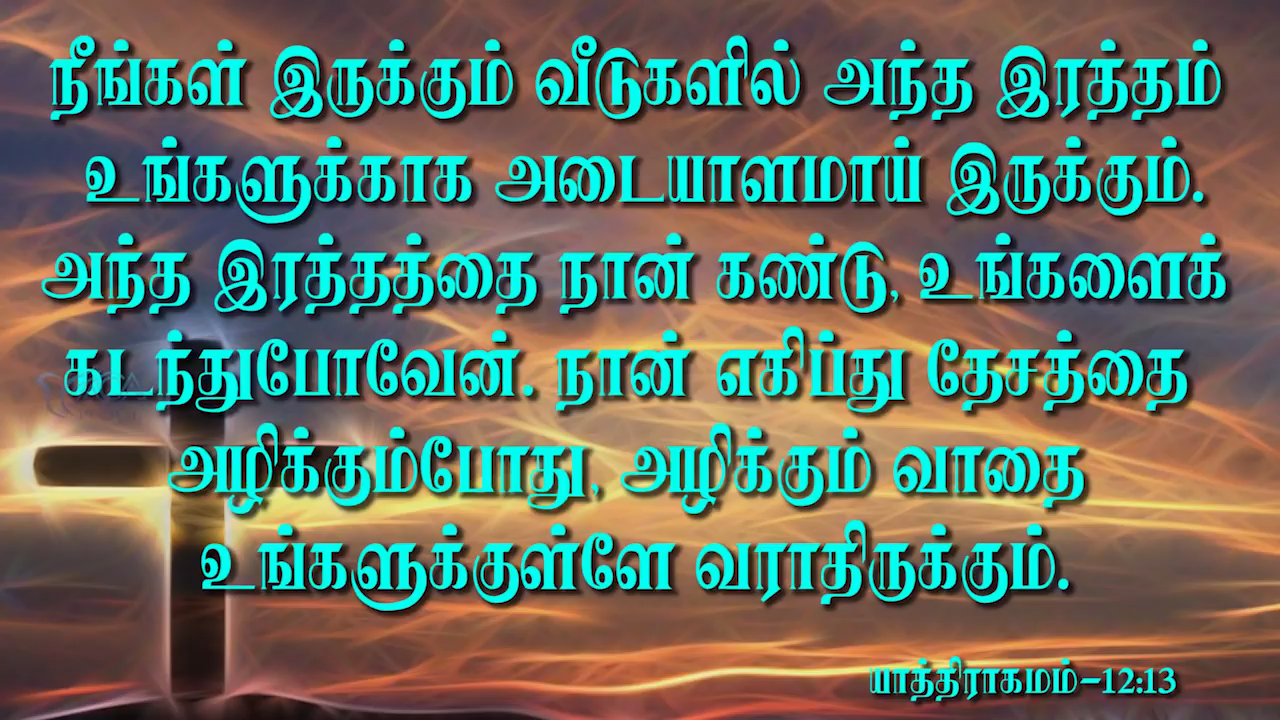 நீங்கள் இருக்கும் வீடுகளில் அந்த இரத்தம்
உங்களுக்காக அடையாளமாய் இருக்கும்.
அந்த இரத்தத்தை நான் கண்டு, உங்களைக்
கடந்துபோவேன். நான் எகிப்து தேசத்தை
அழிக்கும்போது, அழிக்கும் வாதை
உங்களுக்குள்ளே வராதிருக்கும்.
யாத்திராகமம்-12:13